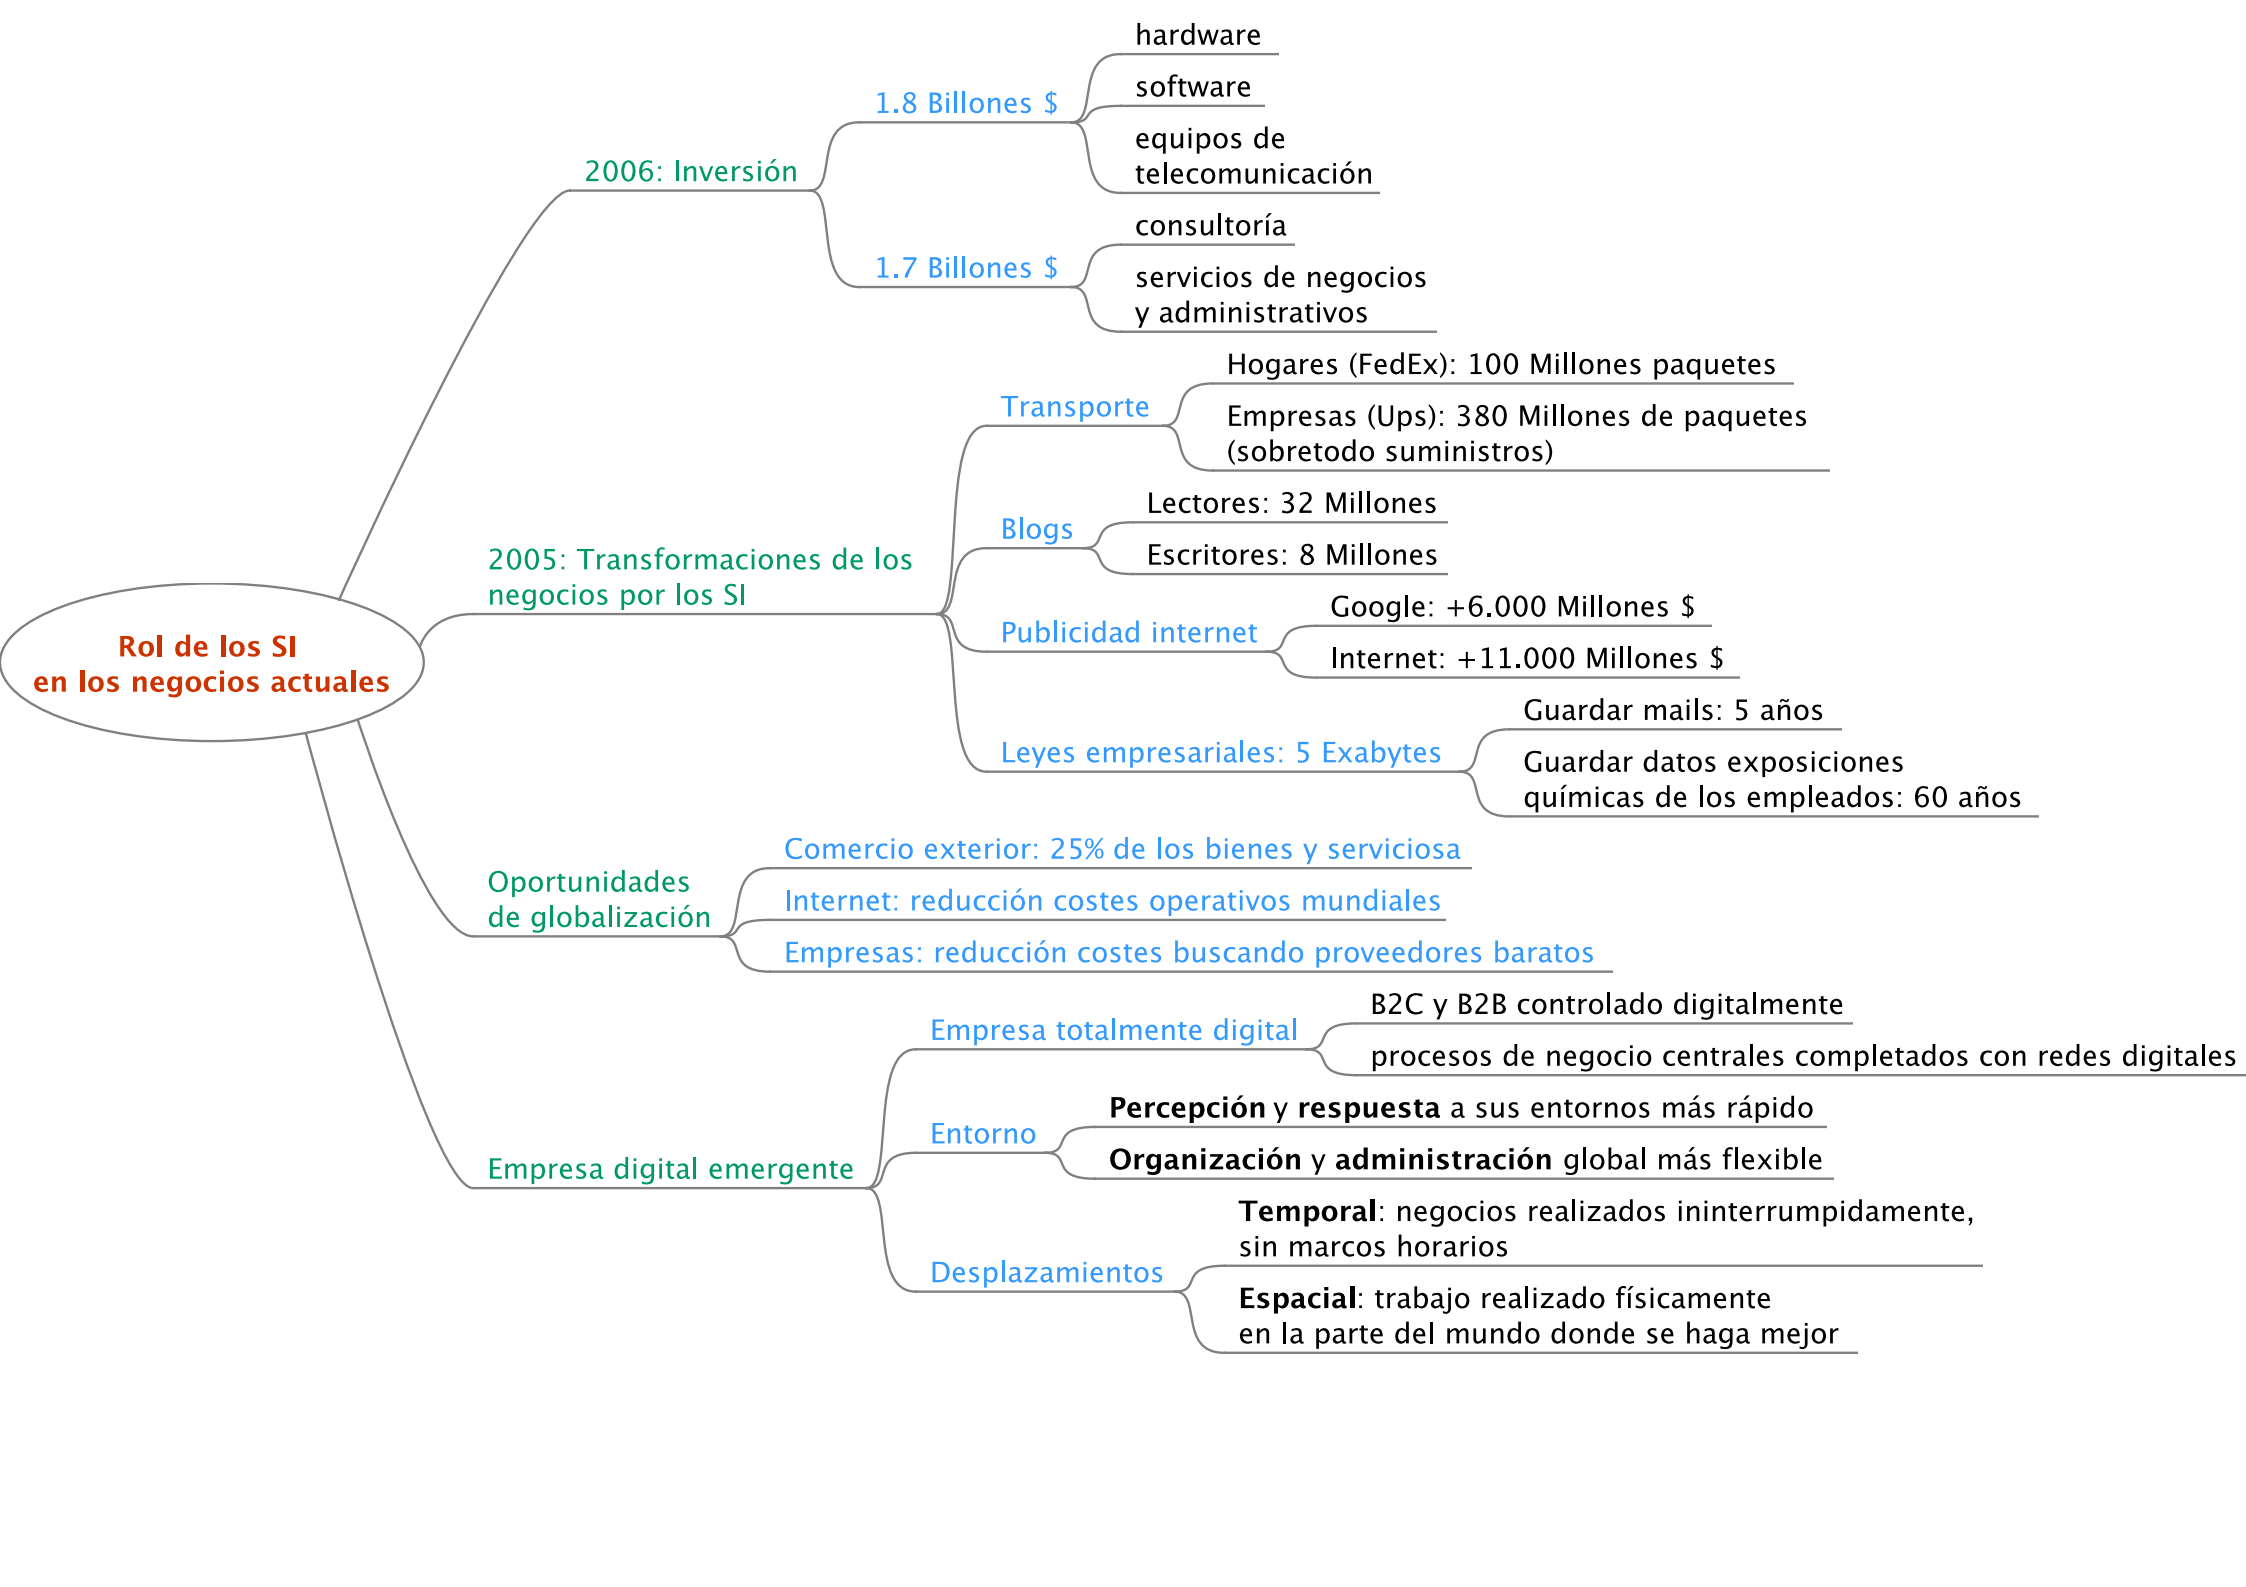 Rol de los SI
en los negocios actuales
2006: Inversión
1.8 Billones $
hardware
software
equipos de
telecomunicación
1.7 Billones $
consultoría
servicios de negocios
y administrativos
2005: Transformaciones de los
negocios por los SI
Transporte
Hogares (FedEx): 100 Millones paquetes
Empresas (Ups): 380 Millones de paquetes
(sobretodo suministros)
Blogs
Lectores: 32 Millones
Escritores: 8 Millones
Publicidad internet
Google: +6.000 Millones $
Internet: +11.000 Millones $
Leyes empresariales: 5 Exabytes
Guardar mails: 5 años
Guardar datos exposiciones
químicas de los empleados: 60 años
Oportunidades
de globalización
Comercio exterior: 25% de los bienes y serviciosa
Internet: reducción costes operativos mundiales
Empresas: reducción costes buscando proveedores baratos
Empresa digital emergente
Empresa totalmente digital
B2C y B2B controlado digitalmente
procesos de negocio centrales completados con redes digitales
Entorno
Percepción y respuesta a sus entornos más rápido
Organización y administración global más flexible
Desplazamientos
Temporal: negocios realizados ininterrumpidamente,
sin marcos horarios
Espacial: trabajo realizado físicamente
en la parte del mundo donde se haga mejor